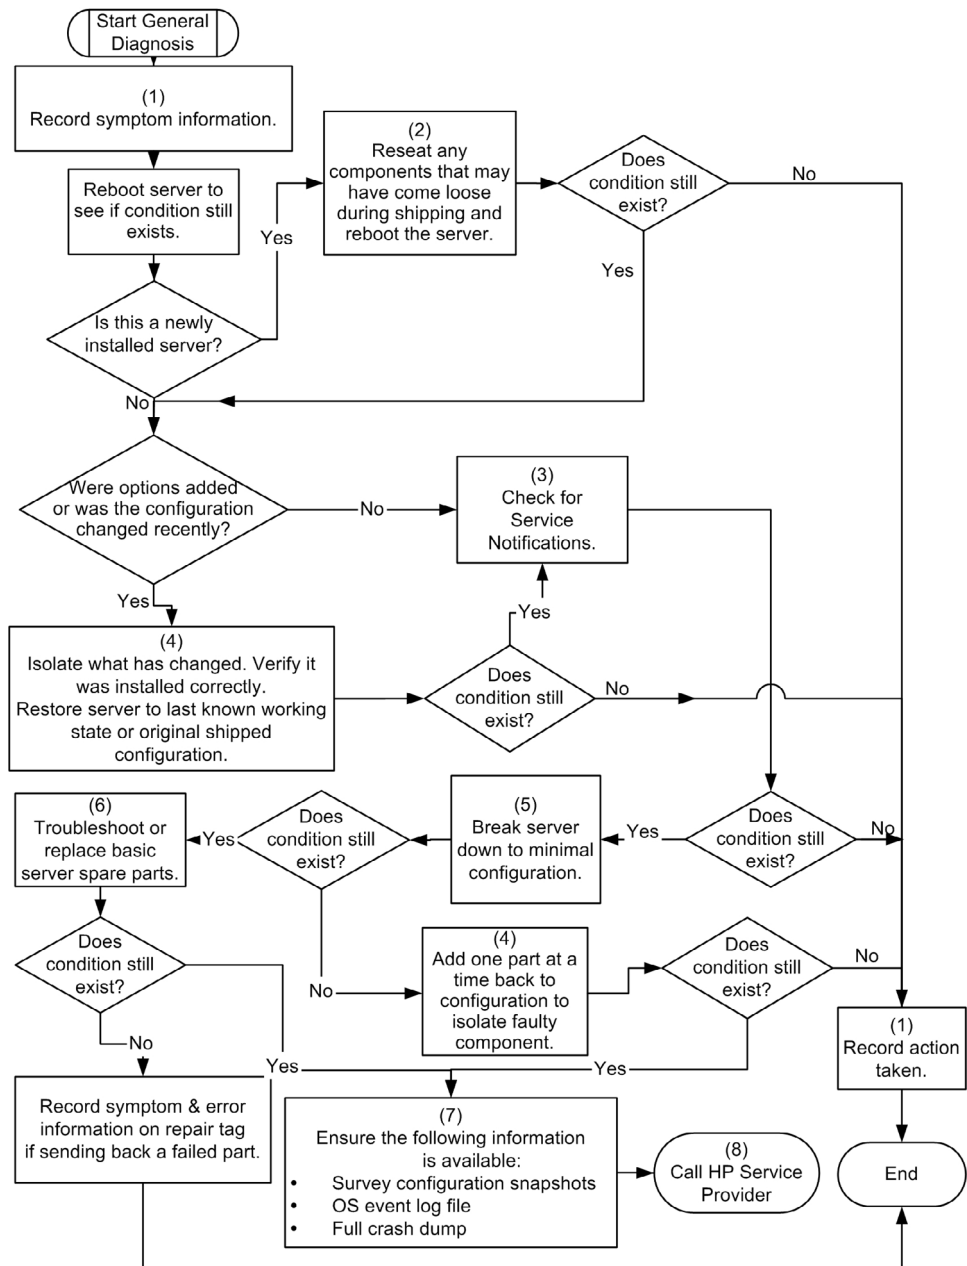 Start General
Diagnosis
(1)
Record symptom information.
Reboot server to
see if condition still
exists.
Is this a newly
installed server?
Yes
(2)
Reseat any
components that may
have come loose
during shipping and
reboot the server.
Does
condition still
exist?
No
Yes
No
Were options added
or was the configuration
changed recently?
No
(3)
Check for
Service
Notifications.
Yes
Yes
(4)
Isolate what has changed. Verify it
was installed correctly.
Restore server to last known working
state or original shipped
configuration.
Does
condition still
exist?
No
Does
condition still
exist?
No
Yes
(5)
Break server
down to minimal
configuration.
Does
condition still
exist?
Yes
(6)
Troubleshoot or
replace basic
server spare parts.
No
(4)
Add one part at a
time back to
configuration to
isolate faulty
component.
Does
condition still
exist?
No
Yes
Does
condition still
exist?
Yes
No
Record symptom & error
information on repair tag
if sending back a failed part.
(7)
Ensure the following information
is available:
• Survey configuration snapshots
• OS event log file
• Full crash dump
(8)
Call HP Service
Provider
(1)
Record action
taken.
End